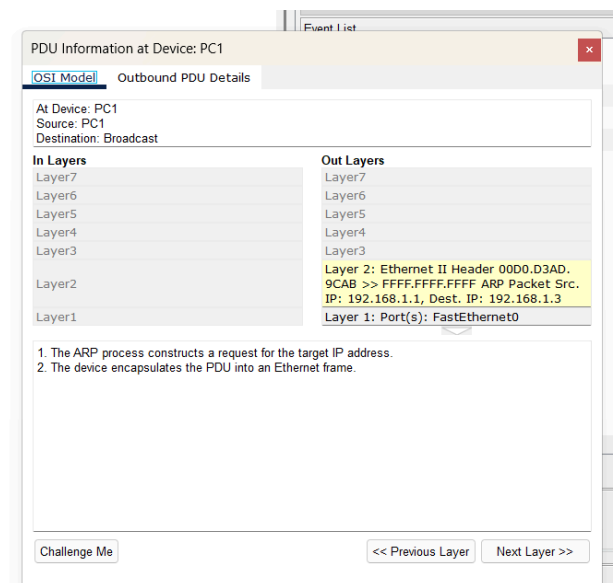 Event List
PDU Information at Device: PC1
OSI Model Outbound PDU Details
At Device: PC1
Source: PC1
Destination: Broadcast
In Layers Out Layers
Layer7 Layer7
Layer6 Layer6
Layer5 Layer5
Layer4 Layer4
Layer3 Layer3
Layer2
Layer 2: Ethernet II Header 00D0.D3AD.
9CAB >> FFFF.FFFF.FFFF ARP Packet Src.
IP: 192.168.1.1, Dest. IP: 192.168.1.3
Layer1 Layer 1: Port(s): FastEthernet0
1. The ARP process constructs a request for the target IP address.
2. The device encapsulates the PDU into an Ethernet frame.
Challenge Me << Previous Layer Next Layer >>